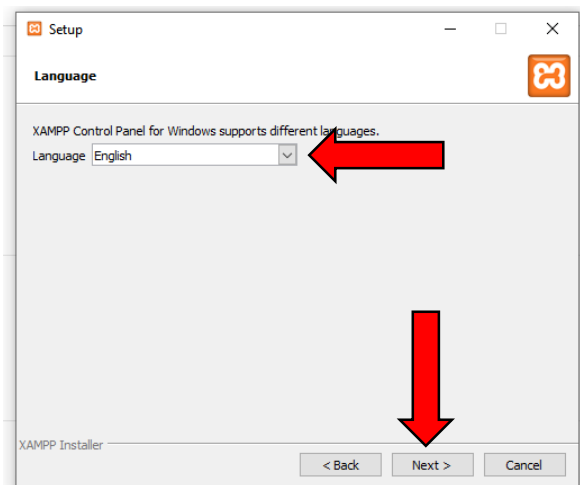 Setup
Language
XAMPP Control Panel for Windows supports different languages.
Language English
XAMPP Installer
< Back Next > Cancel